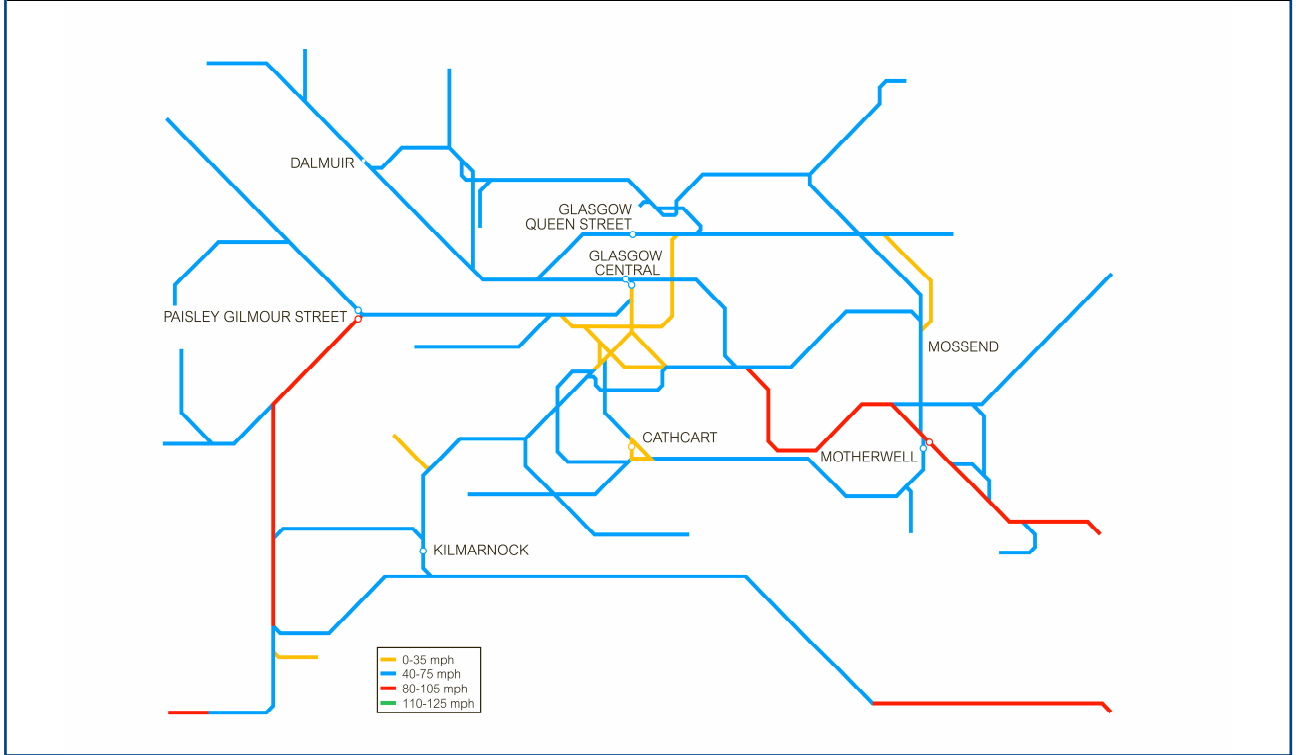 DALMUIR
GLASGOW
QUEEN STREET
GLASGOW
CENTRAL
PAISLEY GILMOUR STREET
MOSSEND
CATHCART
MOTHERWELL
KILMARNOCK
0-35 mph
40-75 mph
80-105 mph
110-125 mph